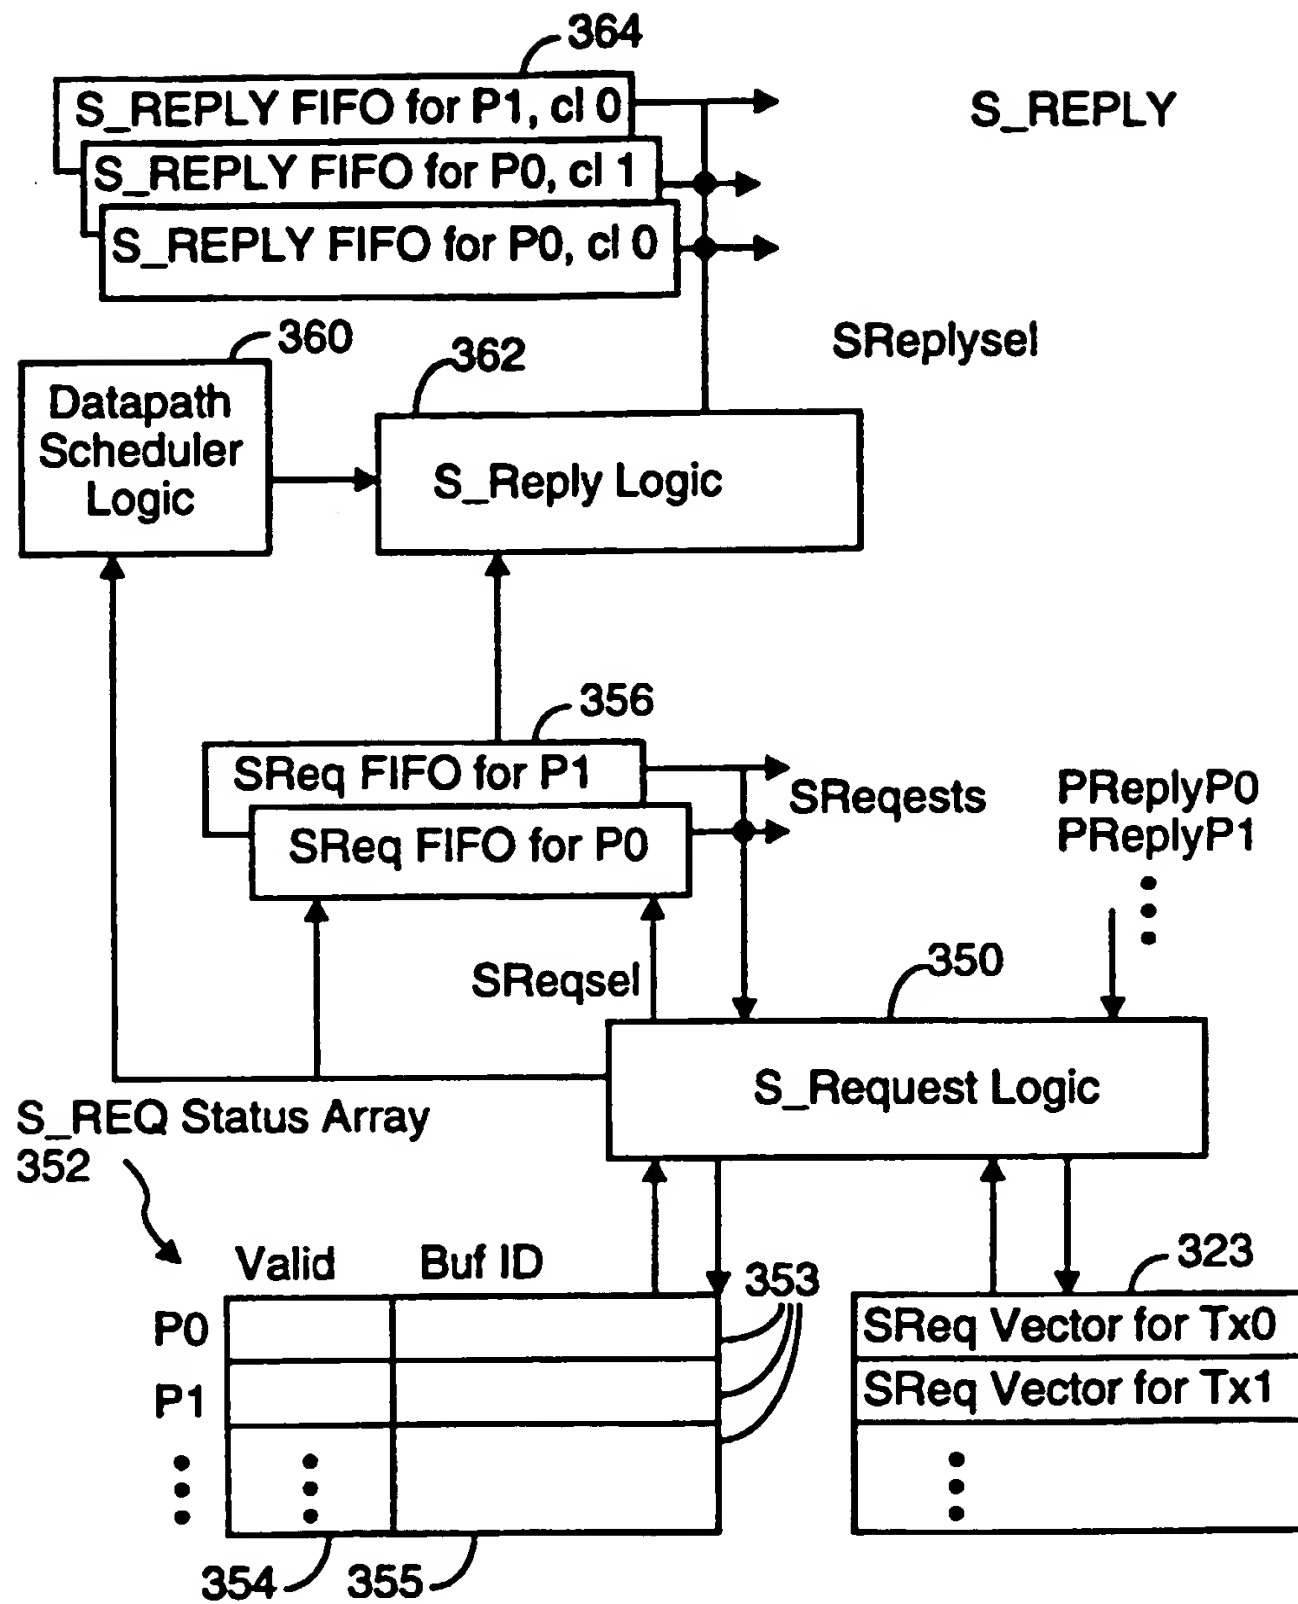 364
S_REPLY FIFO for P1, cl 0
S_REPLY
S_REPLY FIFO for P0, cl 1
S_REPLY FIFO for P0, cl 0
360
362
SReplysel
Datapath
Scheduler
Logic
S_Reply Logic
356
SReq FIFO for P1
SReqests
PReplyP0
PReplyP1
SReq FIFO for P0
SReqsel
350
S_Request Logic
S_REQ Status Array
352
Valid
Buf ID
353
323
P0
SReq Vector for Tx0
P1
SReq Vector for Tx1
354
355